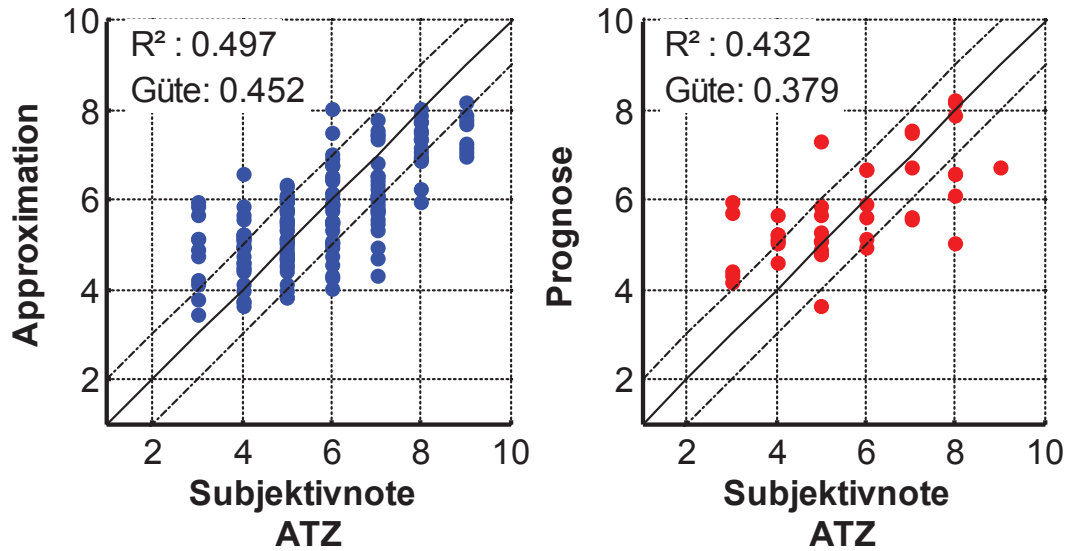 R² : 0.497
Güte: 0.452
Approximation
10
8
6
4
2
2 4 6 8 10
Subjektivnote
ATZ
R² : 0.432
Güte: 0.379
Prognose
10
8
6
4
2
2 4 6 8 10
Subjektivnote
ATZ